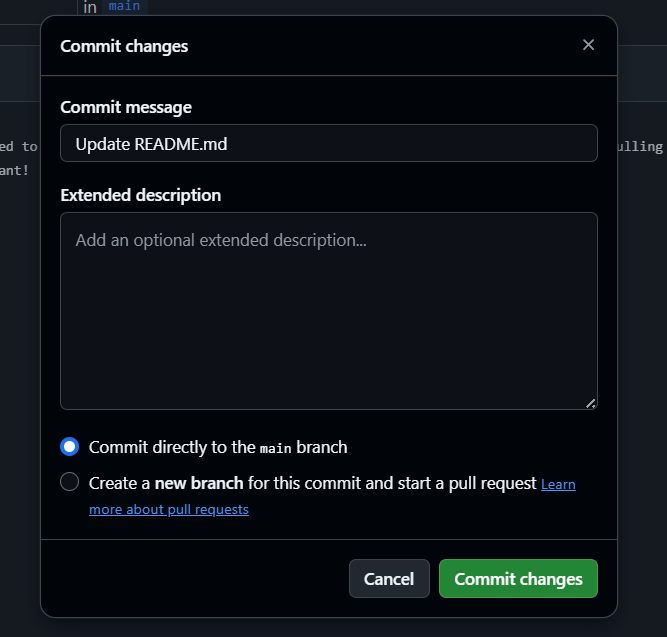 in main
Commit changes
Commit message
ed to
Update README.md
ulling
ant!
Extended description
Add an optional extended description...
Commit directly to the main branch
Create a new branch for this commit and start a pull request Learn
more about pull requests
Cancel Commit changes